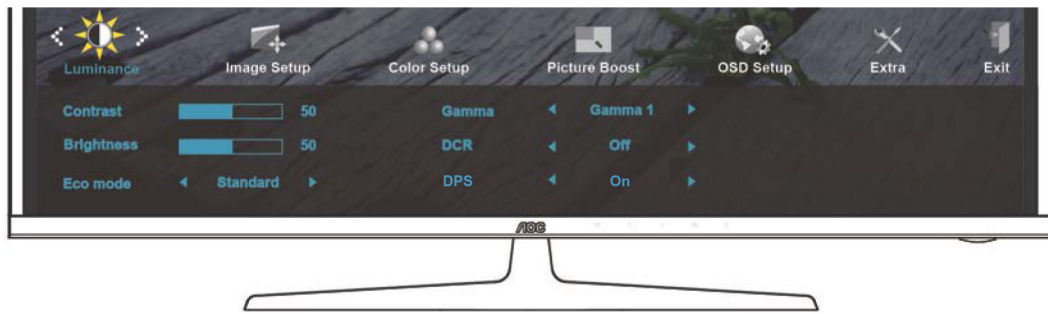 Luminance Image Setup Color Setup Picture Boost OSD Setup Extra Exit
Contrast 50 Gamma Gamma 1
Brightness 50 DCR Off
Eco mode Standard DPS On
AOC